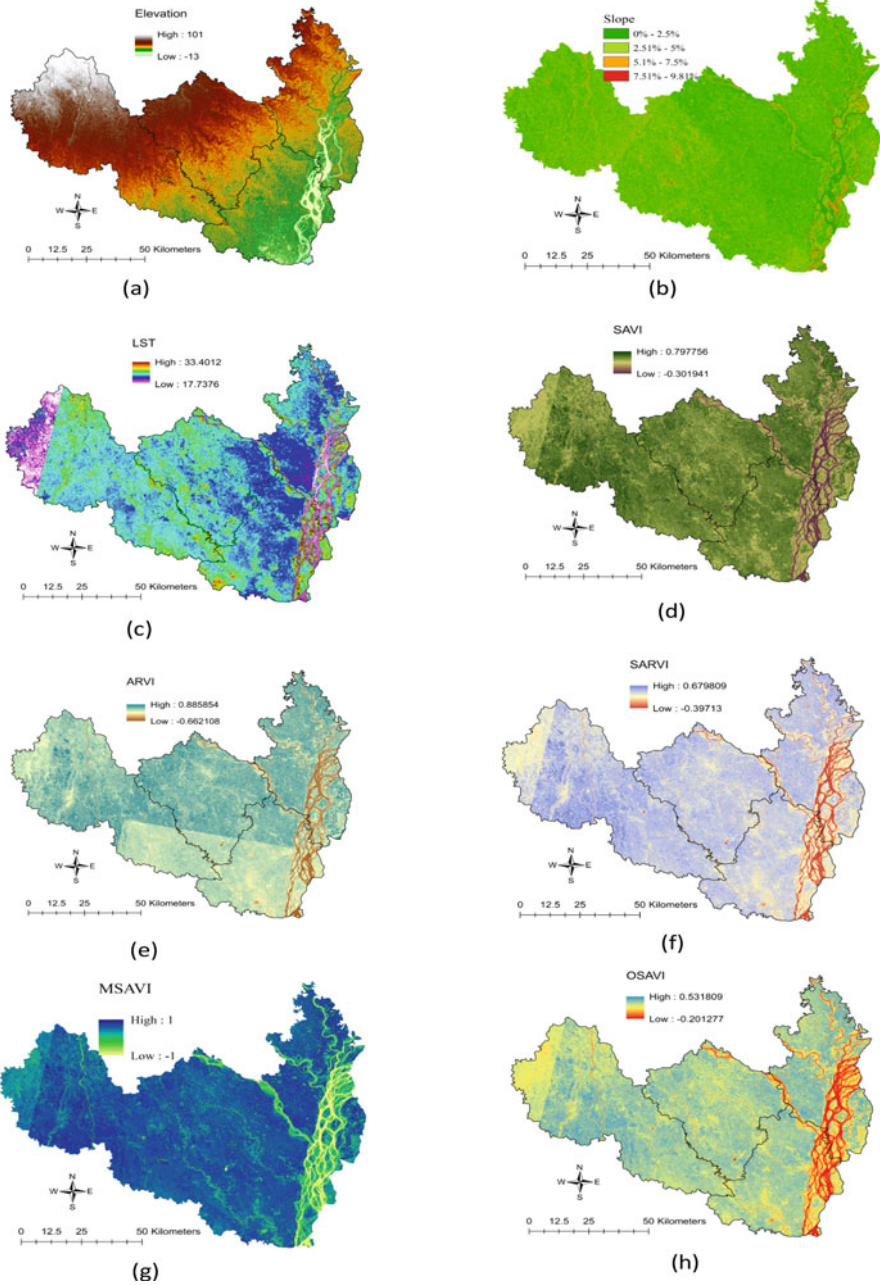 Elevation
High : 101
Low : -13
N
W E
S
0 12.5 25 50 Kilometers
(a)
Slope
0% - 2.5%
2.51% - 5%
5.1% - 7.5%
7.51% - 9.81%
N
W E
S
0 12.5 25 50 Kilometers
(b)
LST
High : 33.4012
Low : 17.7376
N
W E
S
0 12.5 25 50 Kilometers
(c)
SAVI
High : 0.797756
Low : -0.301941
N
W E
S
0 12.5 25 50 Kilometers
(d)
ARVI
High : 0.885854
Low : -0.662108
N
W E
S
0 12.5 25 50 Kilometers
(e)
SARVI
High : 0.679809
Low : -0.39713
N
W E
S
0 12.5 25 50 Kilometers
(f)
MSAVI
High : 1
Low : -1
N
W E
S
0 12.5 25 50 Kilometers
(g)
OSAVI
High : 0.531809
Low : -0.201277
N
W E
S
0 12.5 25 50 Kilometers
(h)